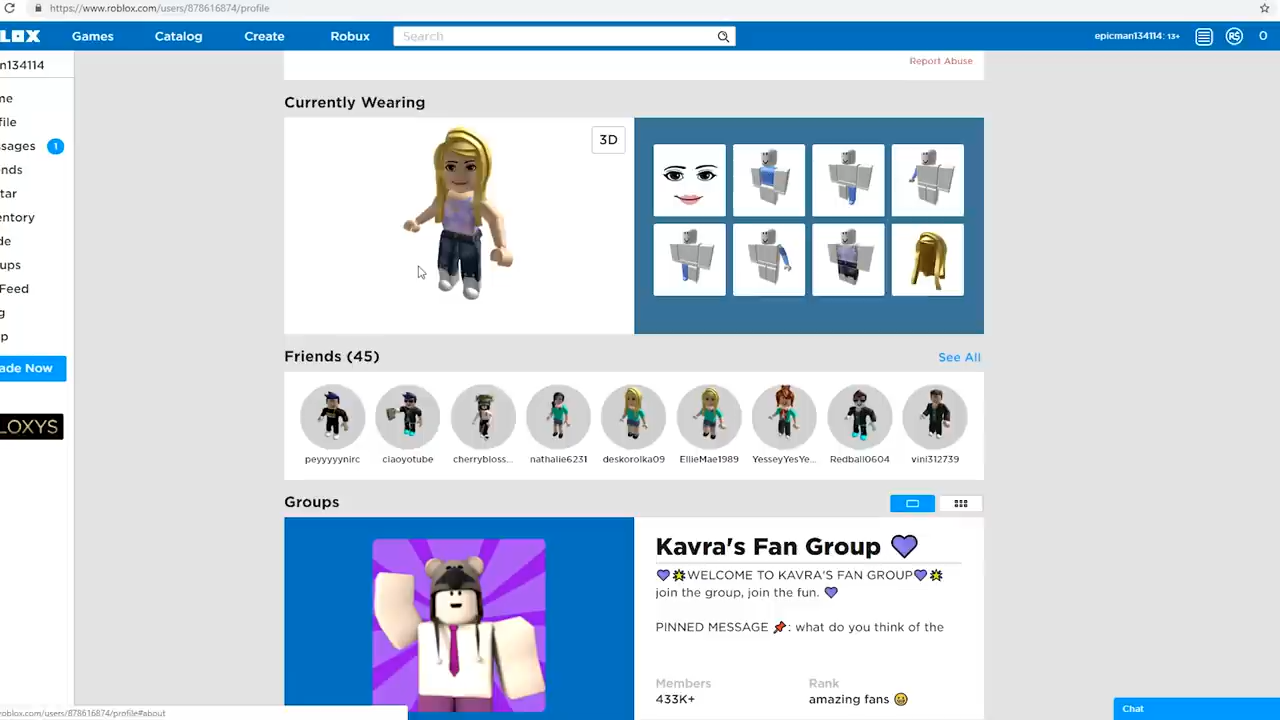 https://www.roblox.com/users/878616874/profile
LOX Games Catalog Create Robux Search epicman134114: 13+ R$ 0
n134114
me
file
ssages 1
ends
tar
entory
de
ups
Feed
g
p
ade Now
LOXYS
Report Abuse
Currently Wearing
3D
Friends (45) See All
peyyyyynirc ciaoyotube cherrybloss... nathalie6231 deskorolka09 EllieMae1989 YesseyYesYe... Redball0604 vini312739
Groups
Kavra's Fan Group 💜
💜🌟WELCOME TO KAVRA'S FAN GROUP💜🌟
join the group, join the fun. 💜
PINNED MESSAGE 📌: what do you think of the
Members Rank
433K+ amazing fans 😀
Chat
roblox.com/users/878616874/profile#about